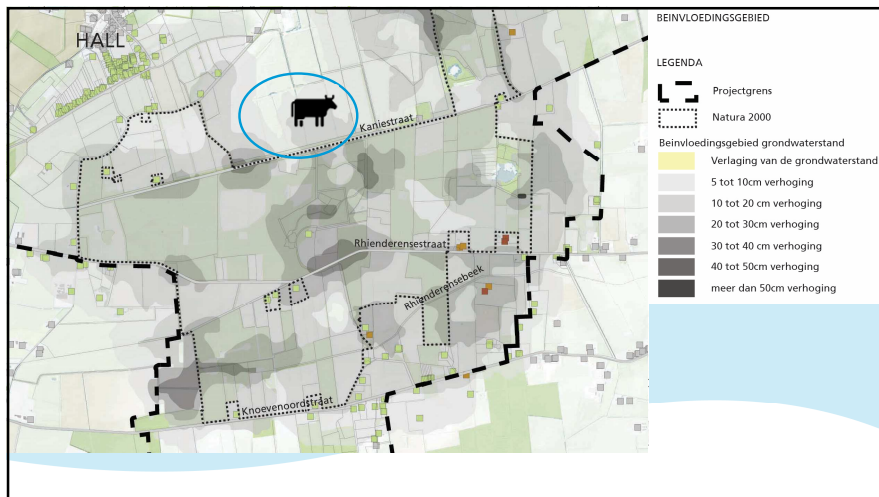 HALL
Kaniestraat
Rhienderensestraat
Rhienderensebeek
Knoevenoordstraat
BEINVLOEDINGSGEBIED
LEGENDA
Projectgrens
Natura 2000
Beinvloedingsgebied grondwaterstand
Verlaging van de grondwaterstand
5 tot 10cm verhoging
10 tot 20 cm verhoging
20 tot 30cm verhoging
30 tot 40 cm verhoging
40 tot 50cm verhoging
meer dan 50cm verhoging